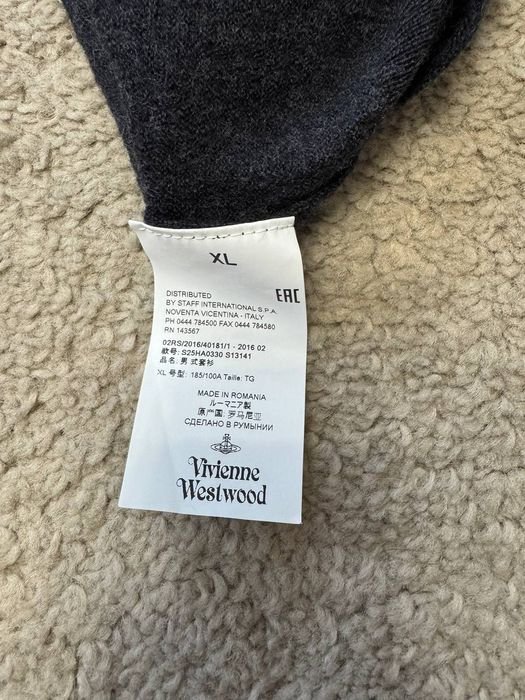 XL
DISTRIBUTED
BY STAFF INTERNATIONAL S.P.A.
NOVENTA VICENTINA - ITALY
PH 0444 784500 FAX 0444 784580
RN 143567
EAC
02RS/2016/40181/1 - 2016 02
款号: S25HA0330 S13141
品名: 男 式套衫
XL 号型: 185/100A Taille: TG
MADE IN ROMANIA
ルーマニア製
原产国: 罗马尼亚
СДЕЛАНО В РУМЫНИИ
Vivienne
Westwood